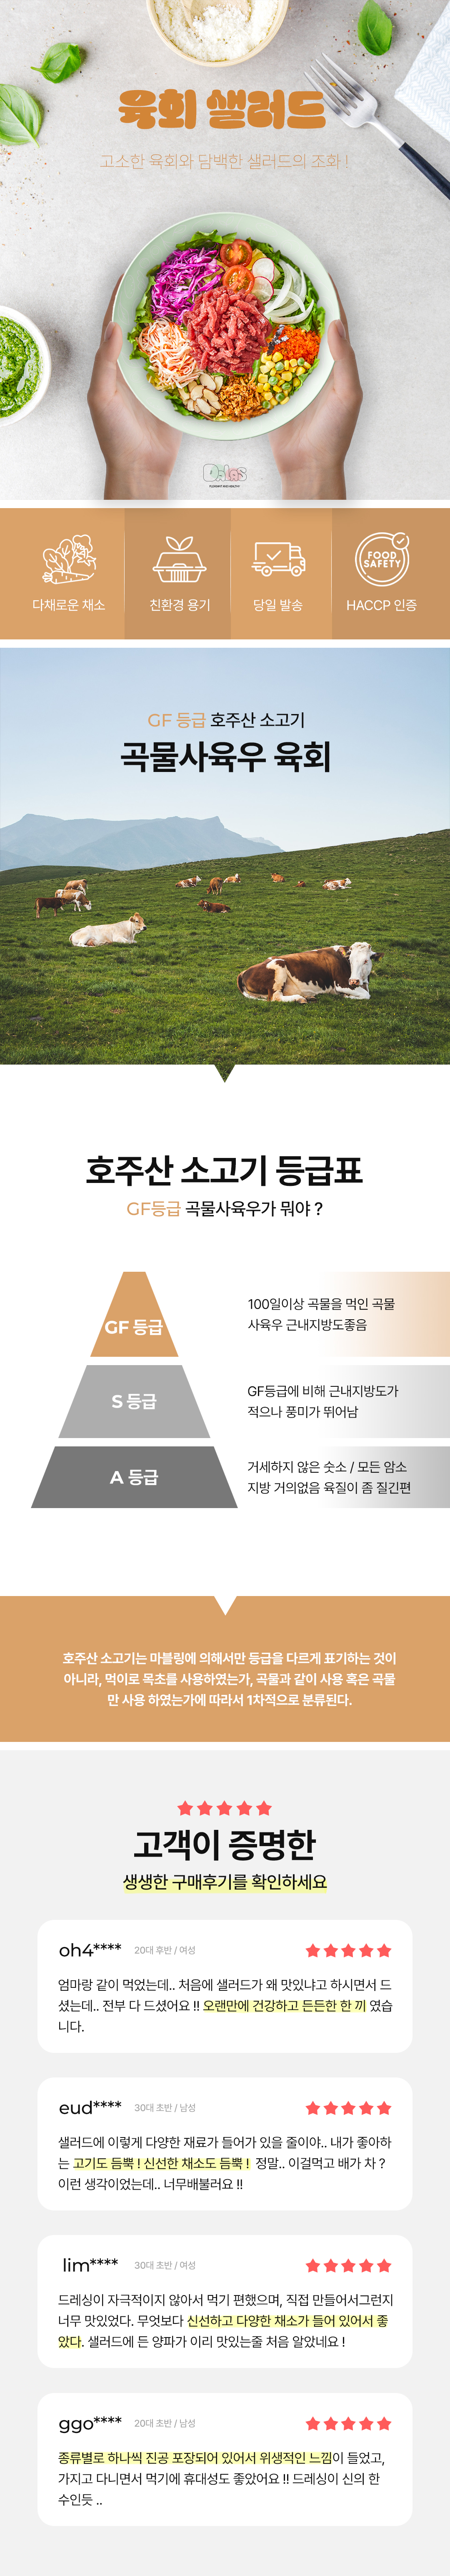 육회 샐러드
고소한 육회와 담백한 샐러드의 조화 !
다채로운 채소
친환경 용기
당일 발송
FOOD
SAFETY
HACCP 인증
GF 등급 호주산 소고기
곡물사육우 육회
호주산 소고기 등급표
GF등급 곡물사육우가 뭐야 ?
GF 등급
100일이상 곡물을 먹인 곡물
사육우 근내지방도좋음
S 등급
GF등급에 비해 근내지방도가
적으나 풍미가 뛰어남
A 등급
거세하지 않은 숫소 / 모든 암소
지방 거의없음 육질이 좀 질긴편
호주산 소고기는 마블링에 의해서만 등급을 다르게 표기하는 것이
아니라, 먹이로 목초를 사용하였는가, 곡물과 같이 사용 혹은 곡물
만 사용 하였는가에 따라서 1차적으로 분류된다.
고객이 증명한
생생한 구매후기를 확인하세요
oh4**** 20대 후반 / 여성
엄마랑 같이 먹었는데.. 처음에 샐러드가 왜 맛있냐고 하시면서 드
셨는데.. 전부 다 드셨어요 !! 오랜만에 건강하고 든든한 한 끼 였습
니다.
eud**** 30대 초반 / 남성
샐러드에 이렇게 다양한 재료가 들어가 있을 줄이야.. 내가 좋아하
는 고기도 듬뿍 ! 신선한 채소도 듬뿍 ! 정말.. 이걸먹고 배가 차 ?
이런 생각이었는데.. 너무배불러요 !!
lim**** 30대 초반 / 여성
드레싱이 자극적이지 않아서 먹기 편했으며, 직접 만들어서그런지
너무 맛있었다. 무엇보다 신선하고 다양한 채소가 들어 있어서 좋
았다. 샐러드에 든 양파가 이리 맛있는줄 처음 알았네요 !
ggo**** 20대 초반 / 남성
종류별로 하나씩 진공 포장되어 있어서 위생적인 느낌이 들었고,
가지고 다니면서 먹기에 휴대성도 좋았어요 !! 드레싱이 신의 한
수인듯 ..